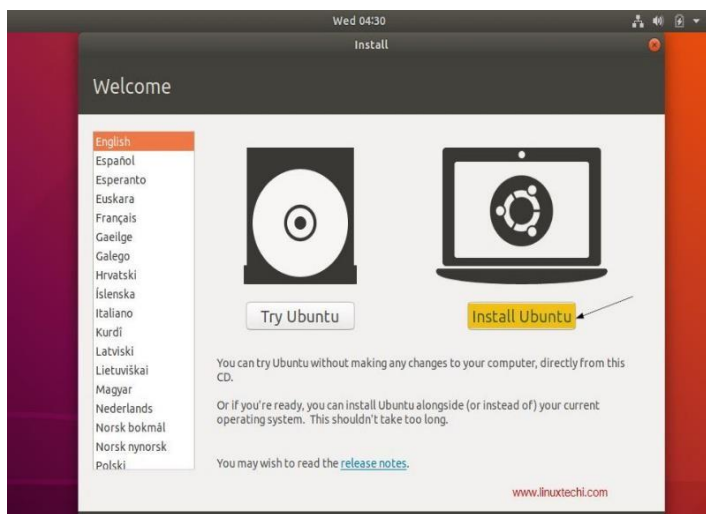 Wed 04:30
Install
Welcome
English
Español
Esperanto
Euskara
Français
Gaeilge
Galego
Hrvatski
Íslenska
Italiano
Kurdî
Latviski
Lietuviškai
Magyar
Nederlands
Norsk bokmål
Norsk nynorsk
Polski
Try Ubuntu
Install Ubuntu
You can try Ubuntu without making any changes to your computer, directly from this
CD.
Or if you're ready, you can install Ubuntu alongside (or instead of) your current
operating system. This shouldn't take too long.
You may wish to read the release notes.
www.linuxtechi.com